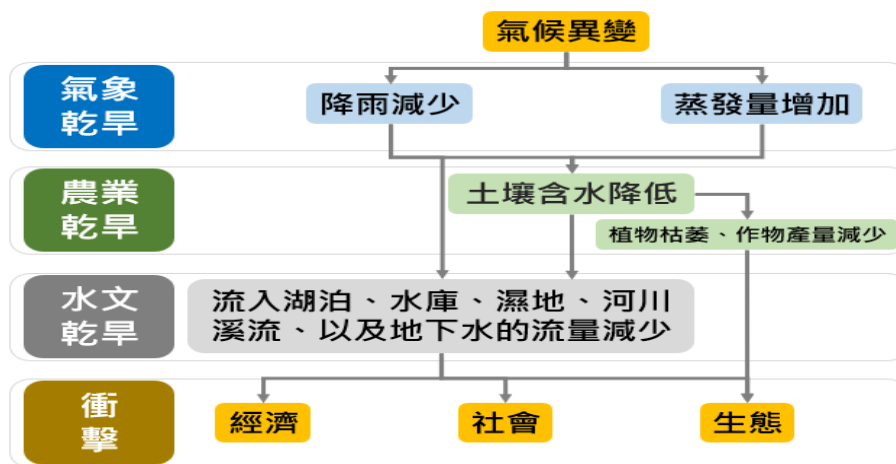 氣候異變
氣象
乾旱
降雨減少
蒸發量增加
農業
乾旱
土壤含水降低
植物枯萎、作物產量減少
水文
乾旱
流入湖泊、水庫、濕地、河川
溪流、以及地下水的流量減少
衝
擊
經濟
社會
生態